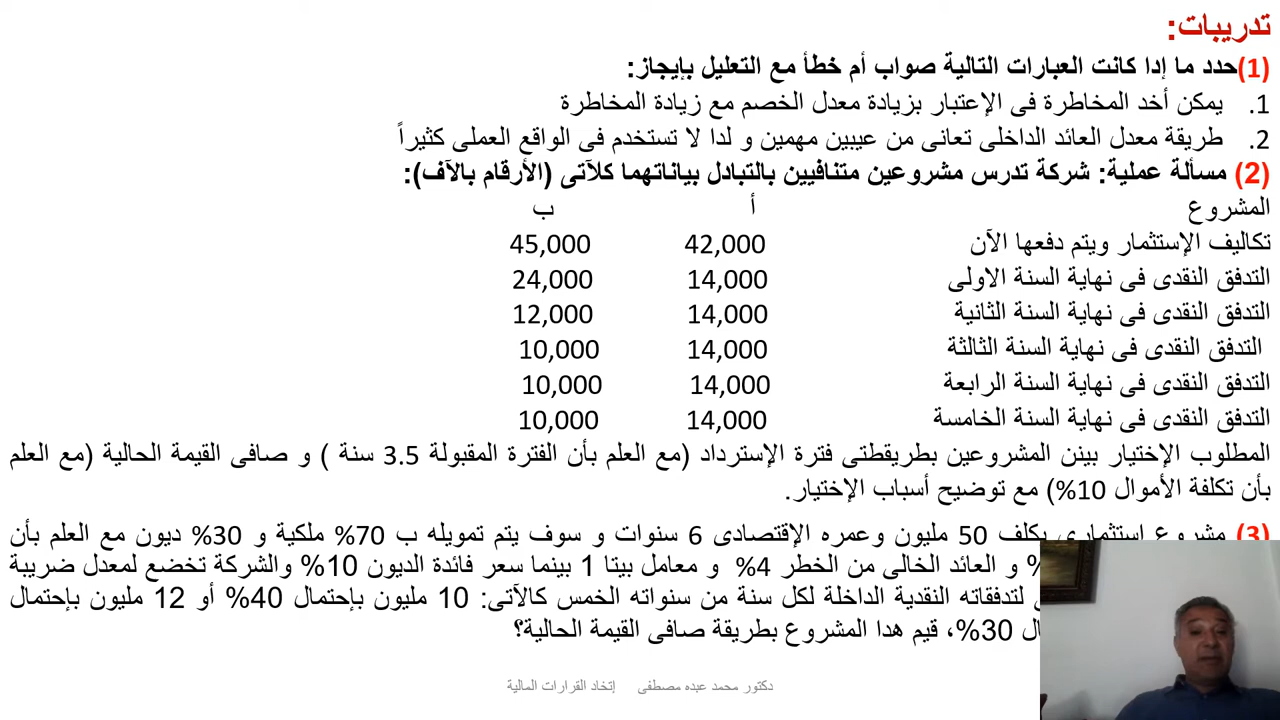 تدريبات:
(1)حدد ما إدا كانت العبارات التالية صواب أم خطأ مع التعليل بإيجاز:
1. يمكن أخد المخاطرة فى الإعتبار بزيادة معدل الخصم مع زيادة المخاطرة
2. طريقة معدل العائد الداخلى تعانى من عيبين مهمين و لدا لا تستخدم فى الواقع العملى كثيراً
(2) مسألة عملية: شركة تدرس مشروعين متنافيين بالتبادل بياناتهما كلآتى (الأرقام بالآف):
المشروع أ ب
تكاليف الإستثمار ويتم دفعها الآن 42,000 45,000
التدفق النقدى فى نهاية السنة الاولى 14,000 24,000
التدفق النقدى فى نهاية السنة الثانية 14,000 12,000
التدفق النقدى فى نهاية السنة الثالثة 14,000 10,000
التدفق النقدى فى نهاية السنة الرابعة 14,000 10,000
التدفق النقدى فى نهاية السنة الخامسة 14,000 10,000
المطلوب الإختيار بينن المشروعين بطريقطتى فترة الإسترداد (مع العلم بأن الفترة المقبولة 3.5 سنة ) و صافى القيمة الحالية (مع العلم
بأن تكلفة الأموال 10%) مع توضيح أسباب الإختيار.
(3) مشروع استثمارى يكلف 50 مليون وعمره الإقتصادى 6 سنوات و سوف يتم تمويله ب 70% ملكية و 30% ديون مع العلم بأن
% و العائد الخالى من الخطر 4% و معامل بيتا 1 بينما سعر فائدة الديون 10% والشركة تخضع لمعدل ضريبة
لتدفقاته النقدية الداخلة لكل سنة من سنواته الخمس كالآتى: 10 مليون بإحتمال 40% أو 12 مليون بإحتمال
30%، قيم هدا المشروع بطريقة صافى القيمة الحالية؟
دكتور محمد عبده مصطفى إتخاد القرارات المالية